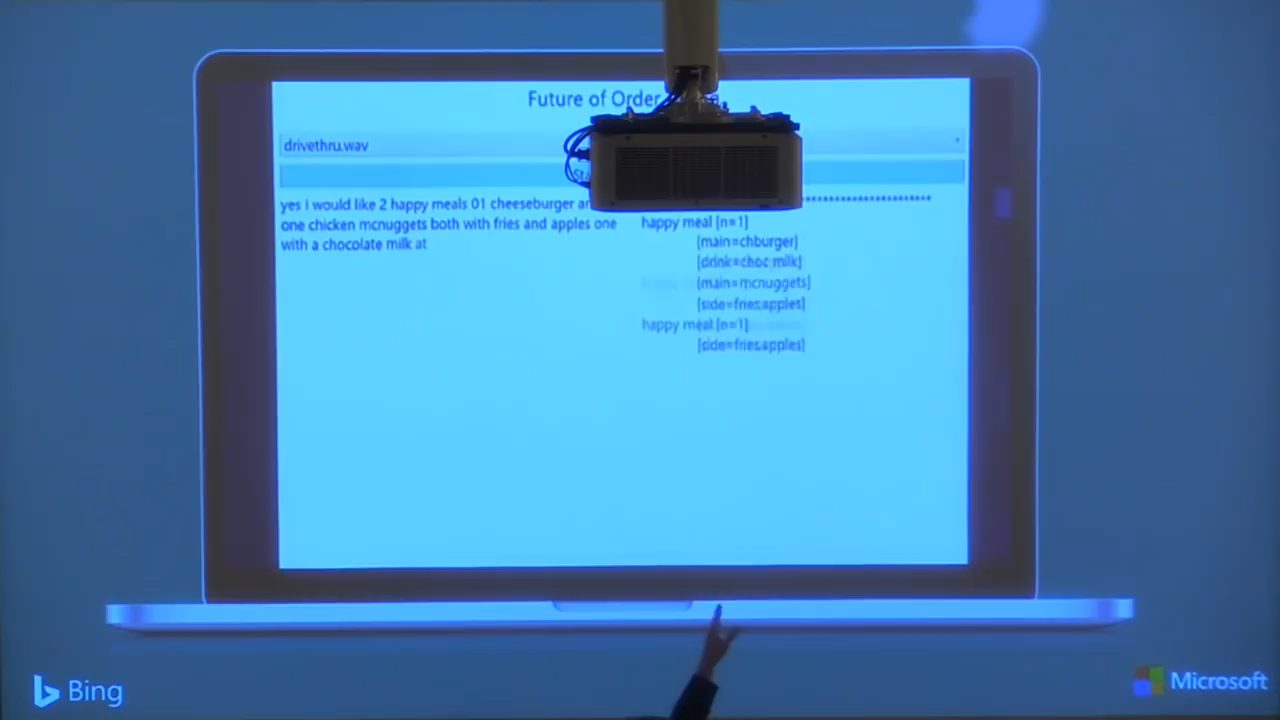 Future of Order
drivethru.wav
Sta
yes i would like 2 happy meals 01 cheeseburger an
one chicken mcnuggets both with fries and apples one
with a chocolate milk at
happy meal [n=1]
[main=chburger]
[drink=choc milk]
[main=mcnuggets]
[side=fries:apples]
happy meal [n=1]
[side=fries:apples]
Bing
Microsoft